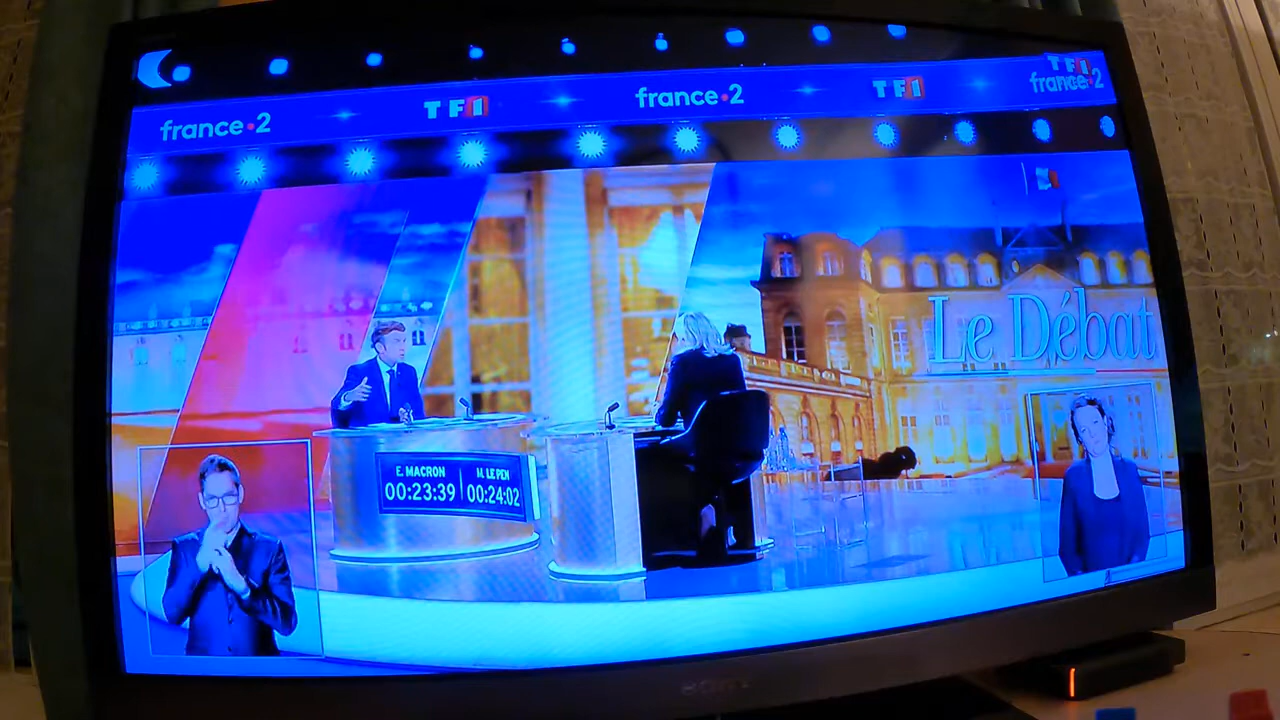 france•2
TF1
france•2
TF1
TF1
france•2
Le Débat
E. MACRON
M. LE PEN
00:23:39
00:24:02
SONY